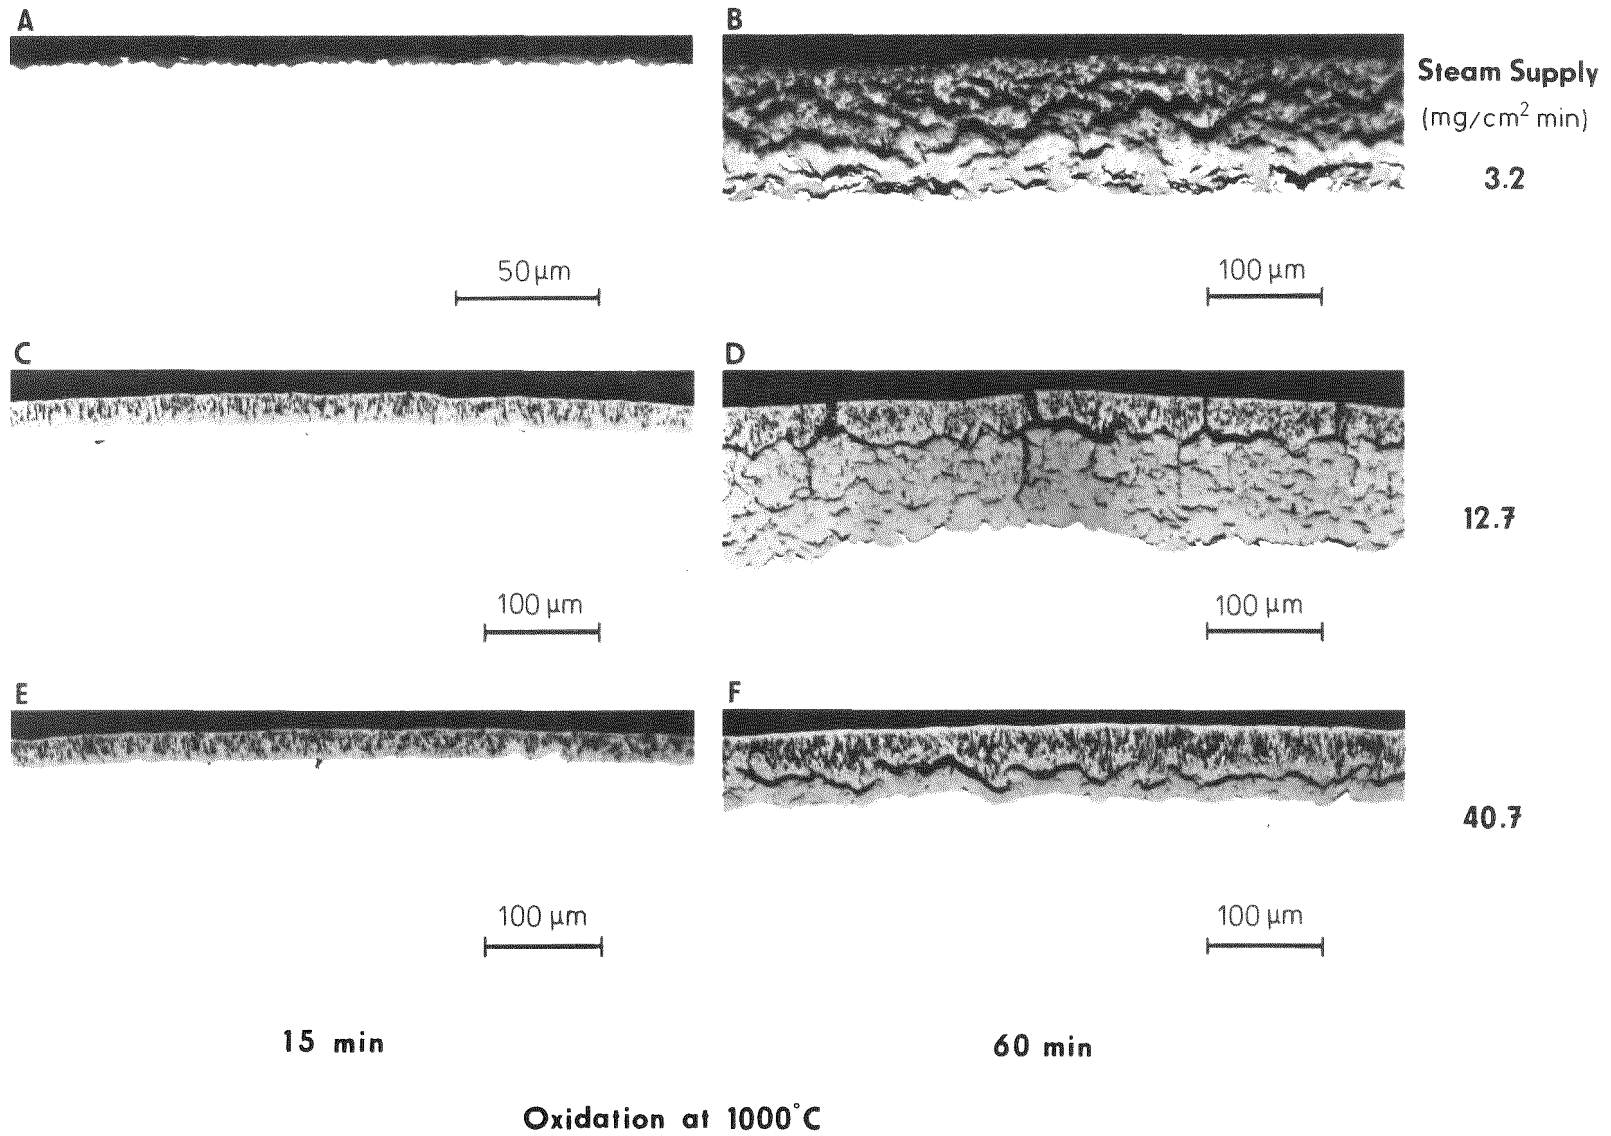 A
B
Steam Supply
(mg/cm² min)
3.2
50 µm
100 µm
C
D
12.7
100 µm
100 µm
E
F
40.7
100 µm
100 µm
15 min
60 min
Oxidation at 1000°C